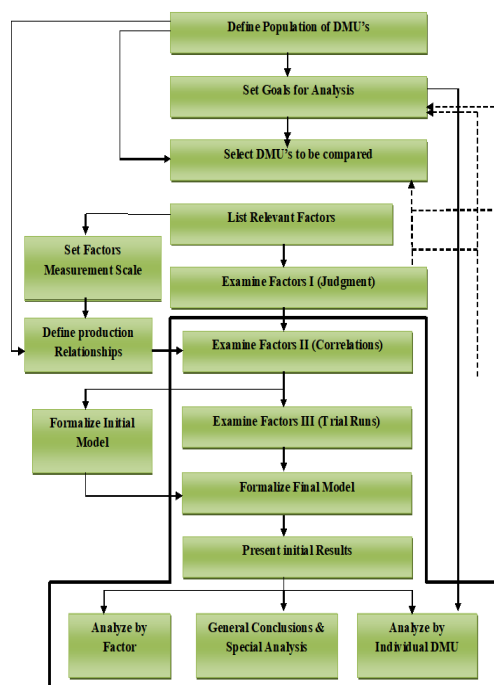 Define Population of DMU's
Set Goals for Analysis
Select DMU's to be compared
List Relevant Factors
Set Factors
Measurement Scale
Examine Factors I (Judgment)
Define production
Relationships
Examine Factors II (Correlations)
Formalize Initial
Model
Examine Factors III (Trial Runs)
Formalize Final Model
Present initial Results
Analyze by
Factor
General Conclusions &
Special Analysis
Analyze by
Individual DMU